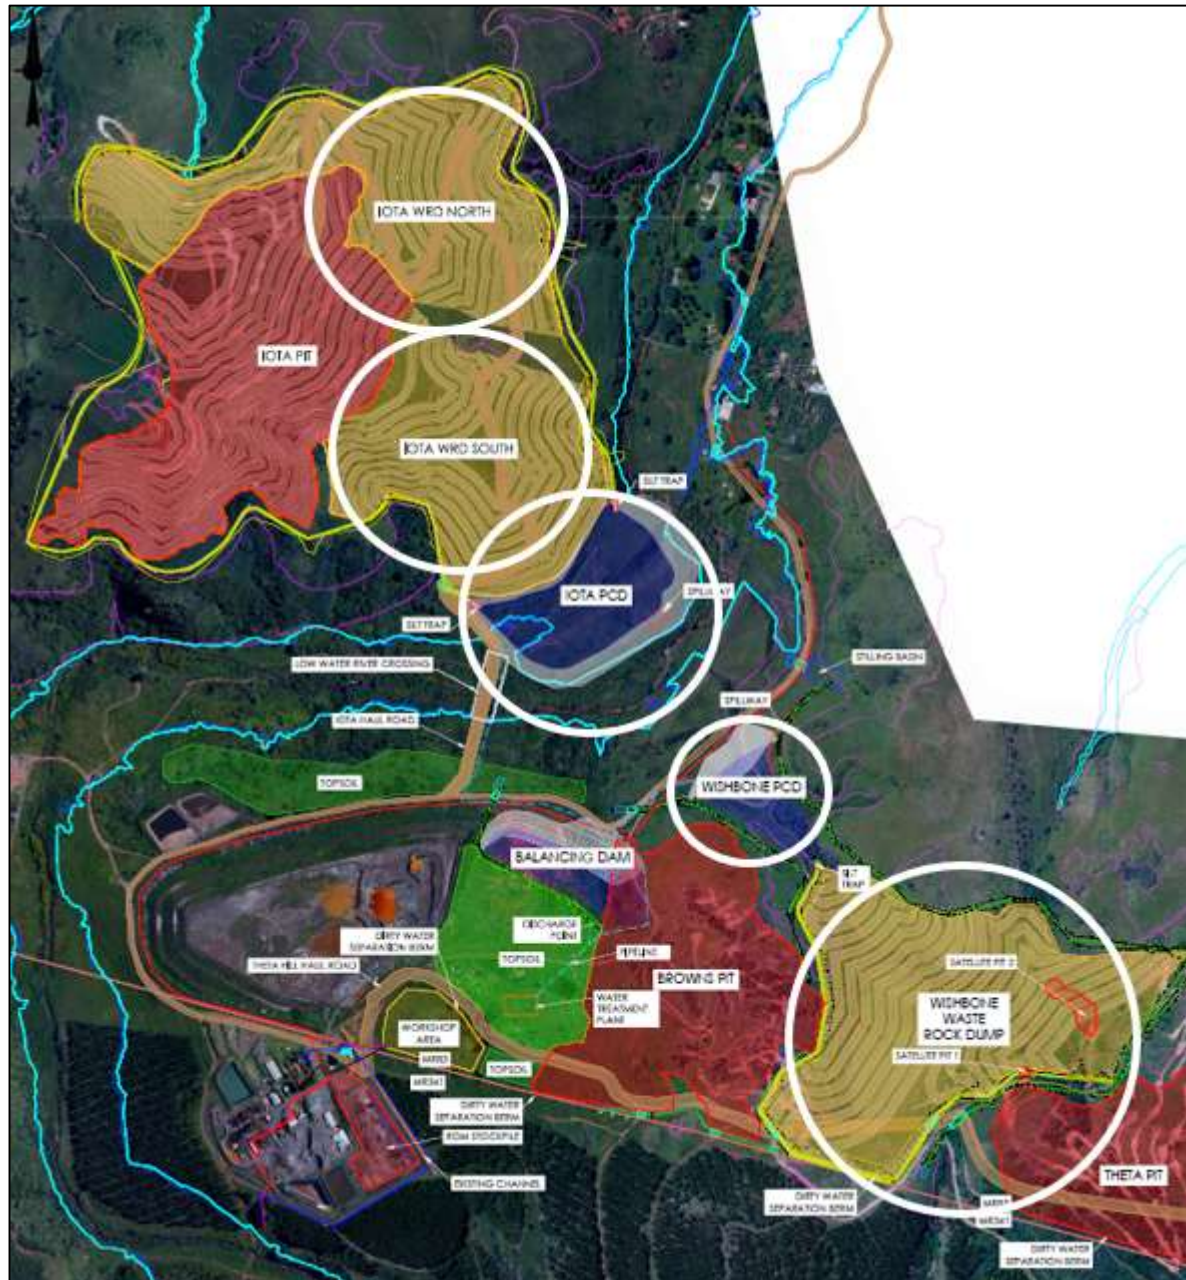 IOTA WRD NORTH
IOTA PIT
IOTA WRD SOUTH
SILT TRAP
IOTA PCD
SPILLWAY
SILT TRAP
LOW WATER RIVER CROSSING
STILLING BASIN
SPILLWAY
IOTA HAUL ROAD
TOPSOIL
WISHBONE PCD
BALANCING DAM
SILT
TRAP
DISCHARGE
POINT
DIRTY WATER
SEPARATION BERM
PIPELINE
TOPSOIL
THETA HILL HAUL ROAD
BROWNS PIT
SATELLITE PIT 2
WATER
TREATMENT
PLANT
WISHBONE
WASTE
ROCK DUMP
WORKSHOP
AREA
SATELLITE PIT 1
TOPSOIL
DIRTY WATER
SEPARATION BERM
ROM STOCKPILE
EXISTING CHANNEL
THETA PIT
DIRTY WATER
SEPARATION BERM
DIRTY WATER
SEPARATION BERM